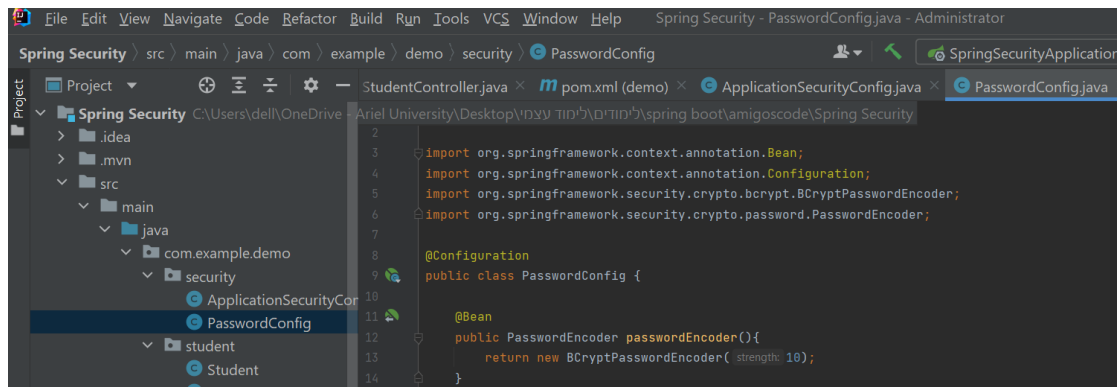 File Edit View Navigate Code Refactor Build Run Tools VCS Window Help Spring Security - PasswordConfig.java - Administrator
Spring Security src main java com example demo security PasswordConfig SpringSecurityApplication
Project
Project StudentController.java pom.xml (demo) ApplicationSecurityConfig.java PasswordConfig.java
Spring Security C:\Users\dell\OneDrive - Ariel University\Desktop\לימודים\לימוד עצמי\spring boot\amigoscode\Spring Security
.idea
.mvn
src
main
java
com.example.demo
security
ApplicationSecurityCor
PasswordConfig
student
Student
2
3 import org.springframework.context.annotation.Bean;
4 import org.springframework.context.annotation.Configuration;
5 import org.springframework.security.crypto.bcrypt.BCryptPasswordEncoder;
6 import org.springframework.security.crypto.password.PasswordEncoder;
7
8 @Configuration
9 public class PasswordConfig {
10
11 @Bean
12 public PasswordEncoder passwordEncoder(){
13 return new BCryptPasswordEncoder( strength: 10);
14 }